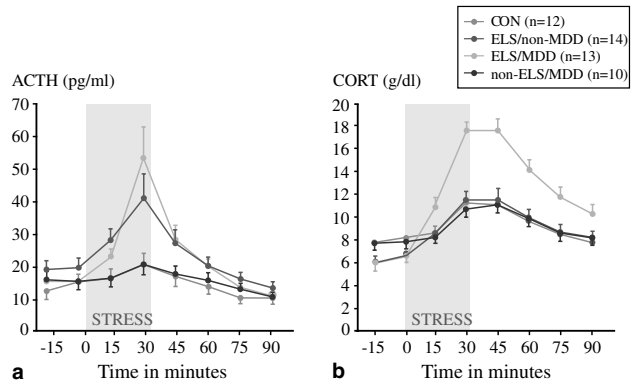 CON (n=12)
ELS/non-MDD (n=14)
ELS/MDD (n=13)
non-ELS/MDD (n=10)
ACTH (pg/ml)
70
60
50
40
30
20
10
0
STRESS
-15 0 15 30 45 60 75 90
a Time in minutes
CORT (g/dl)
20
18
16
14
12
10
8
6
4
2
0
STRESS
-15 0 15 30 45 60 75 90
b Time in minutes